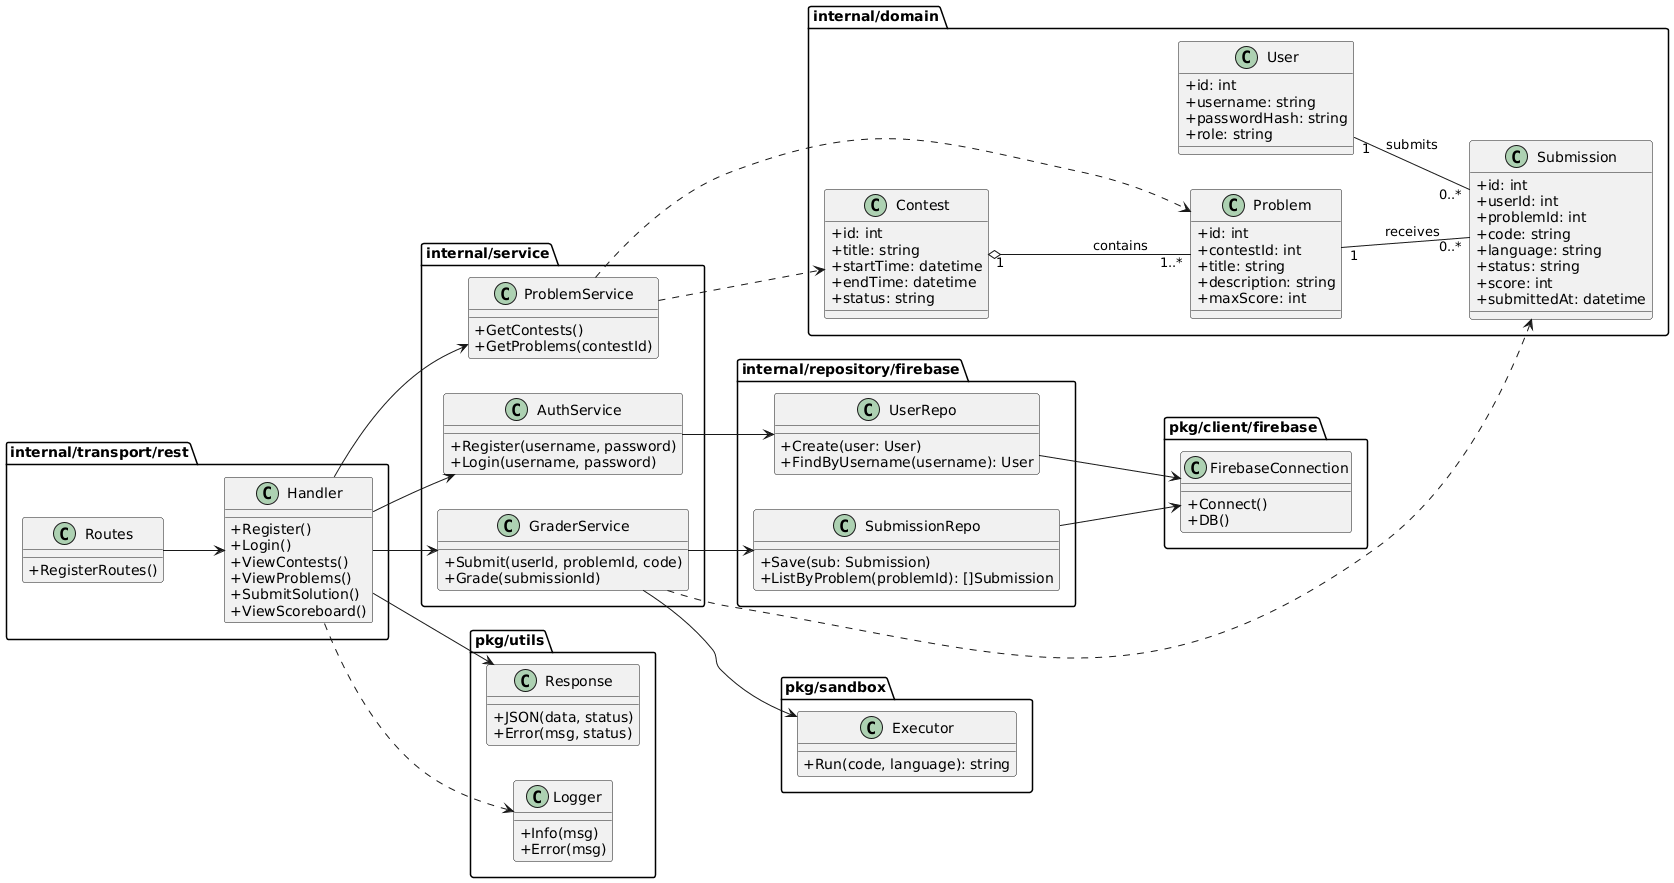 internal/domain
C User
+id: int
+username: string
+passwordHash: string
+role: string
1
submits
0..*
C Submission
+id: int
+userId: int
+problemId: int
+code: string
+language: string
+status: string
+score: int
+submittedAt: datetime
C Contest
+id: int
+title: string
+startTime: datetime
+endTime: datetime
+status: string
1
contains
1..*
C Problem
+id: int
+contestId: int
+title: string
+description: string
+maxScore: int
1
receives
0..*
internal/service
C ProblemService
+GetContests()
+GetProblems(contestId)
C AuthService
+Register(username, password)
+Login(username, password)
C GraderService
+Submit(userId, problemId, code)
+Grade(submissionId)
internal/repository/firebase
C UserRepo
+Create(user: User)
+FindByUsername(username): User
C SubmissionRepo
+Save(sub: Submission)
+ListByProblem(problemId): []Submission
pkg/client/firebase
C FirebaseConnection
+Connect()
+DB()
internal/transport/rest
C Routes
+RegisterRoutes()
C Handler
+Register()
+Login()
+ViewContests()
+ViewProblems()
+SubmitSolution()
+ViewScoreboard()
pkg/utils
C Response
+JSON(data, status)
+Error(msg, status)
C Logger
+Info(msg)
+Error(msg)
pkg/sandbox
C Executor
+Run(code, language): string